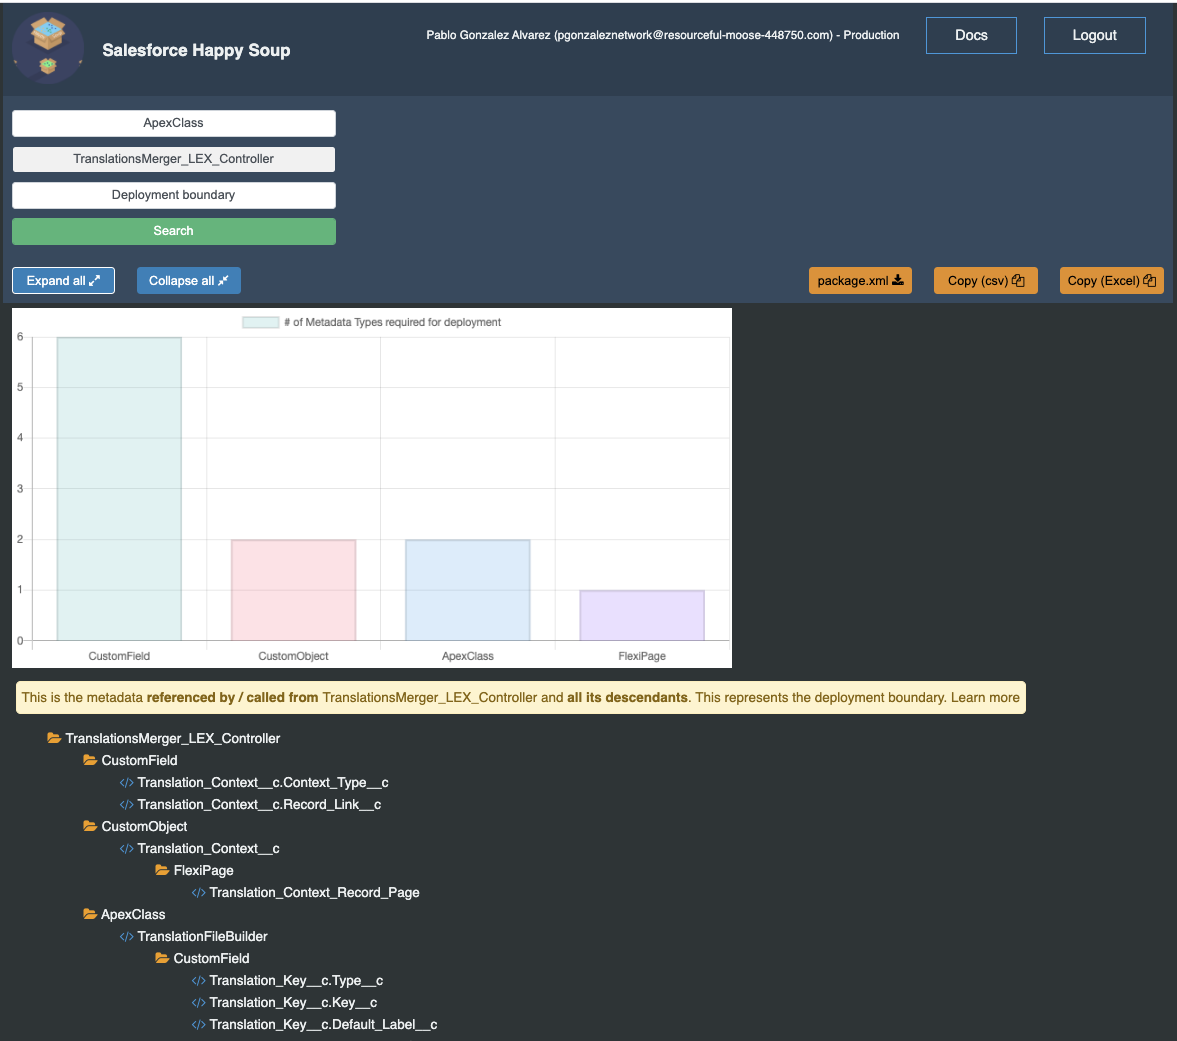 Salesforce Happy Soup
Pablo Gonzalez Alvarez (pgonzaleznetwork@resourceful-moose-448750.com) - Production
Docs
Logout
ApexClass
TranslationsMerger_LEX_Controller
Deployment boundary
Search
Expand all
Collapse all
package.xml
Copy (csv)
Copy (Excel)
# of Metadata Types required for deployment
6
5
4
3
2
1
0
CustomField
CustomObject
ApexClass
FlexiPage
This is the metadata referenced by / called from TranslationsMerger_LEX_Controller and all its descendants. This represents the deployment boundary. Learn more
TranslationsMerger_LEX_Controller
CustomField
</> Translation_Context__c.Context_Type__c
</> Translation_Context__c.Record_Link__c
CustomObject
</> Translation_Context__c
FlexiPage
</> Translation_Context_Record_Page
ApexClass
</> TranslationFileBuilder
CustomField
</> Translation_Key__c.Type__c
</> Translation_Key__c.Key__c
</> Translation_Key__c.Default_Label__c